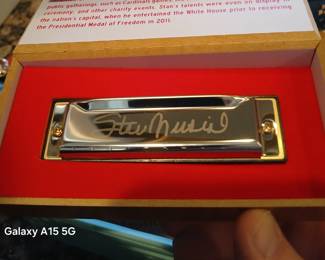 public gatherings, such as Cardinals games,
ceremony, and other charity events. Stan's talents were even on display in
the nation's capital, when he entertained the White House prior to receiving
the Presidential Medal of Freedom in 2011.
Stan Musial
Galaxy A15 5G